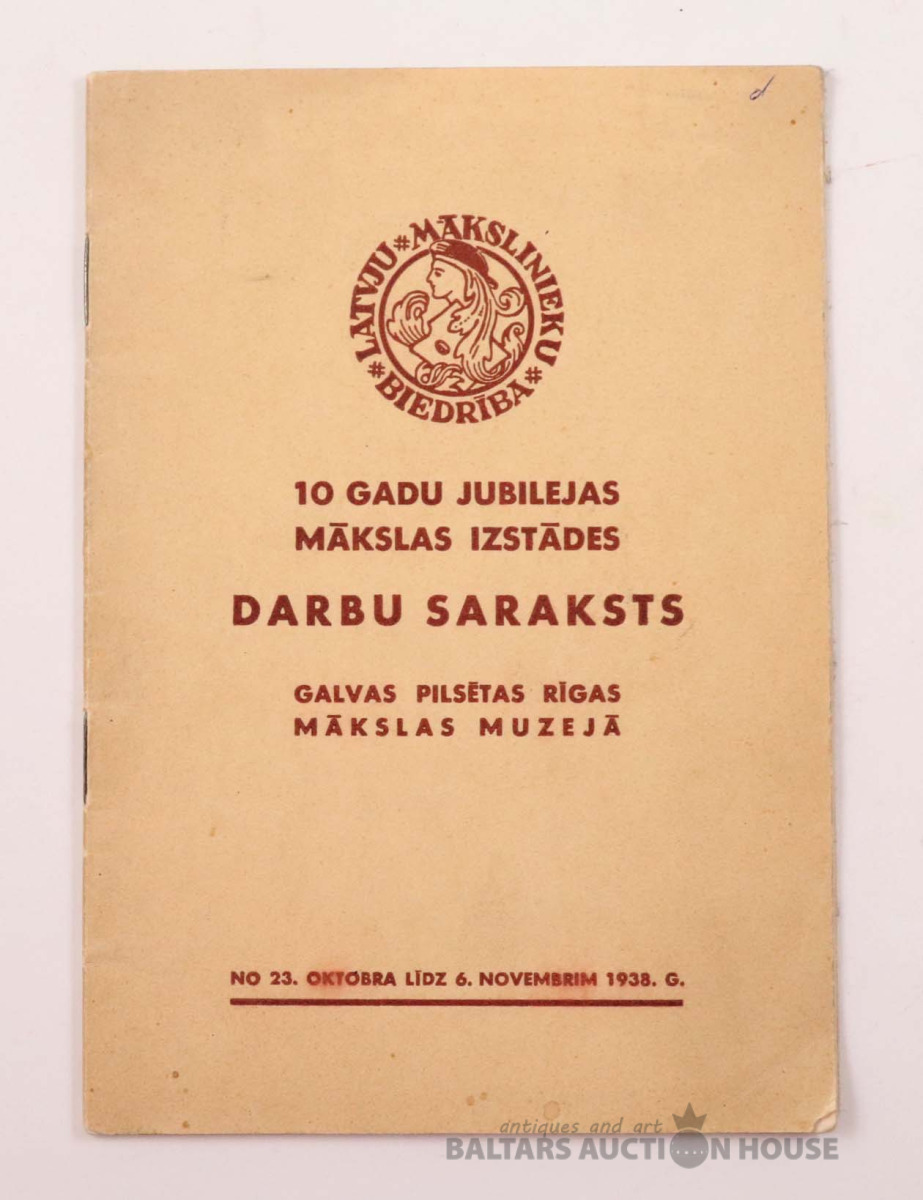 LATVJU MĀKSLINIEKU BIEDRĪBA
10 GADU JUBILEJAS
MĀKSLAS IZSTĀDES
DARBU SARAKSTS
GALVAS PILSĒTAS RĪGAS
MĀKSLAS MUZEJĀ
NO 23. OKTOBRA LĪDZ 6. NOVEMBRIM 1938. G.
antiques and art
BALTARS AUCTION HOUSE